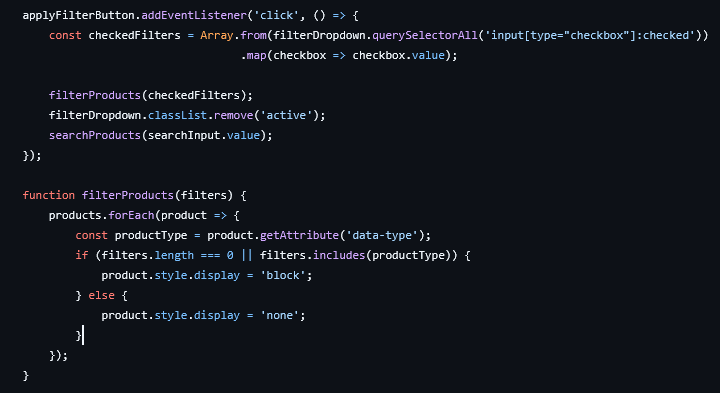 applyFilterButton.addEventListener('click', () => {
    const checkedFilters = Array.from(filterDropdown.querySelectorAll('input[type="checkbox"]:checked'))
                                 .map(checkbox => checkbox.value);

    filterProducts(checkedFilters);
    filterDropdown.classList.remove('active');
    searchProducts(searchInput.value);
});

function filterProducts(filters) {
    products.forEach(product => {
        const productType = product.getAttribute('data-type');
        if (filters.length === 0 || filters.includes(productType)) {
            product.style.display = 'block';
        } else {
            product.style.display = 'none';
        }
    });
}